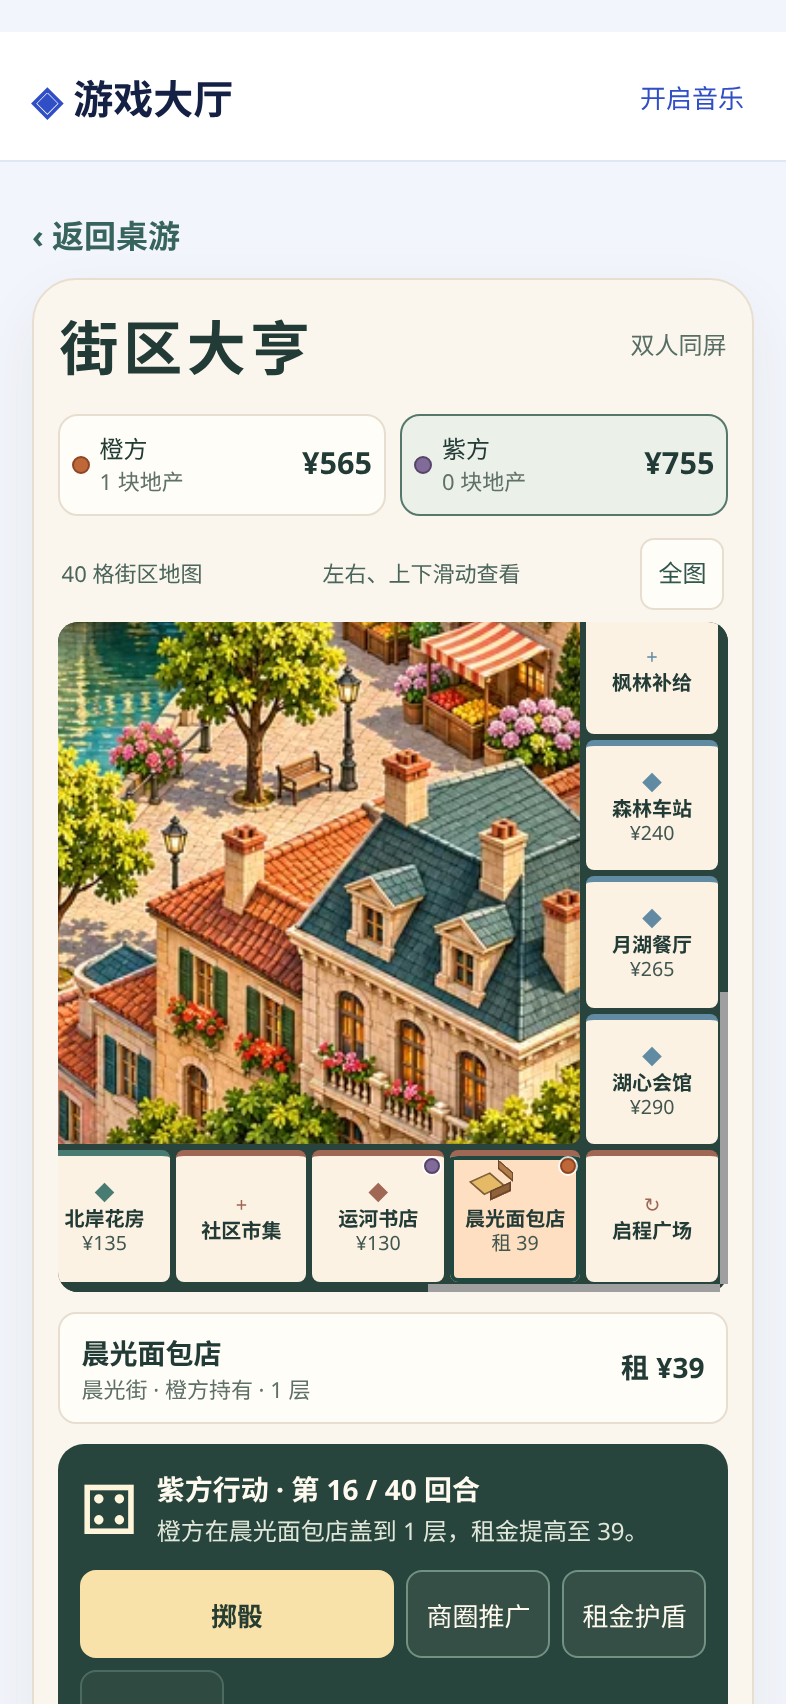 游戏大厅
开启音乐
‹ 返回桌游
街区大亨
双人同屏
橙方
1 块地产
¥565
紫方
0 块地产
¥755
40 格街区地图
左右、上下滑动查看
全图
+
枫林补给
森林车站
¥240
月湖餐厅
¥265
湖心会馆
¥290
北岸花房
¥135
+
社区市集
运河书店
¥130
晨光面包店
租 39
↻
启程广场
晨光面包店
晨光街 · 橙方持有 · 1 层
租 ¥39
紫方行动 · 第 16 / 40 回合
橙方在晨光面包店盖到 1 层，租金提高至 39。
掷骰
商圈推广
租金护盾